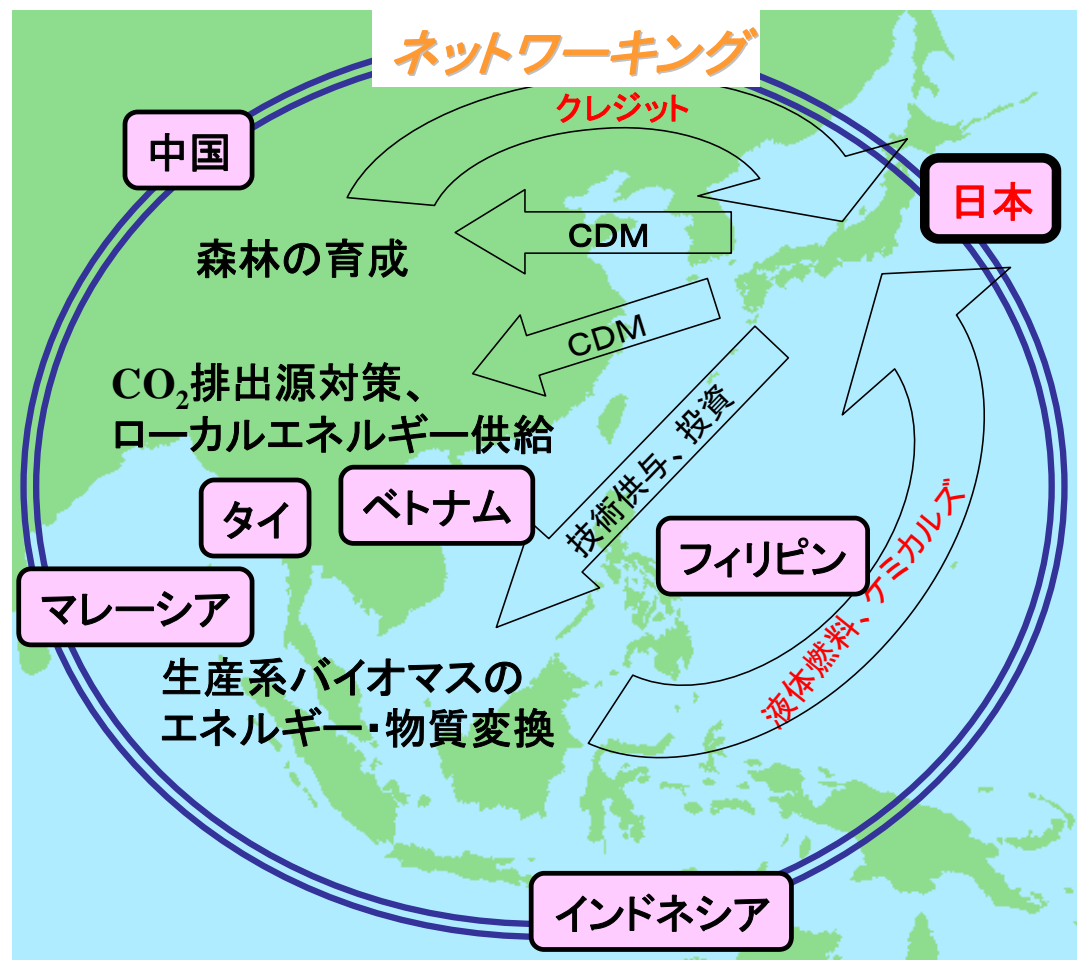 ネットワーキング
クレジット
中国
日本
CDM
森林の育成
CDM
CO₂排出源対策、
ローカルエネルギー供給
技術供与、投資
タイ
ベトナム
フィリピン
マレーシア
液体燃料、ケミカルズ
生産系バイオマスの
エネルギー・物質変換
インドネシア